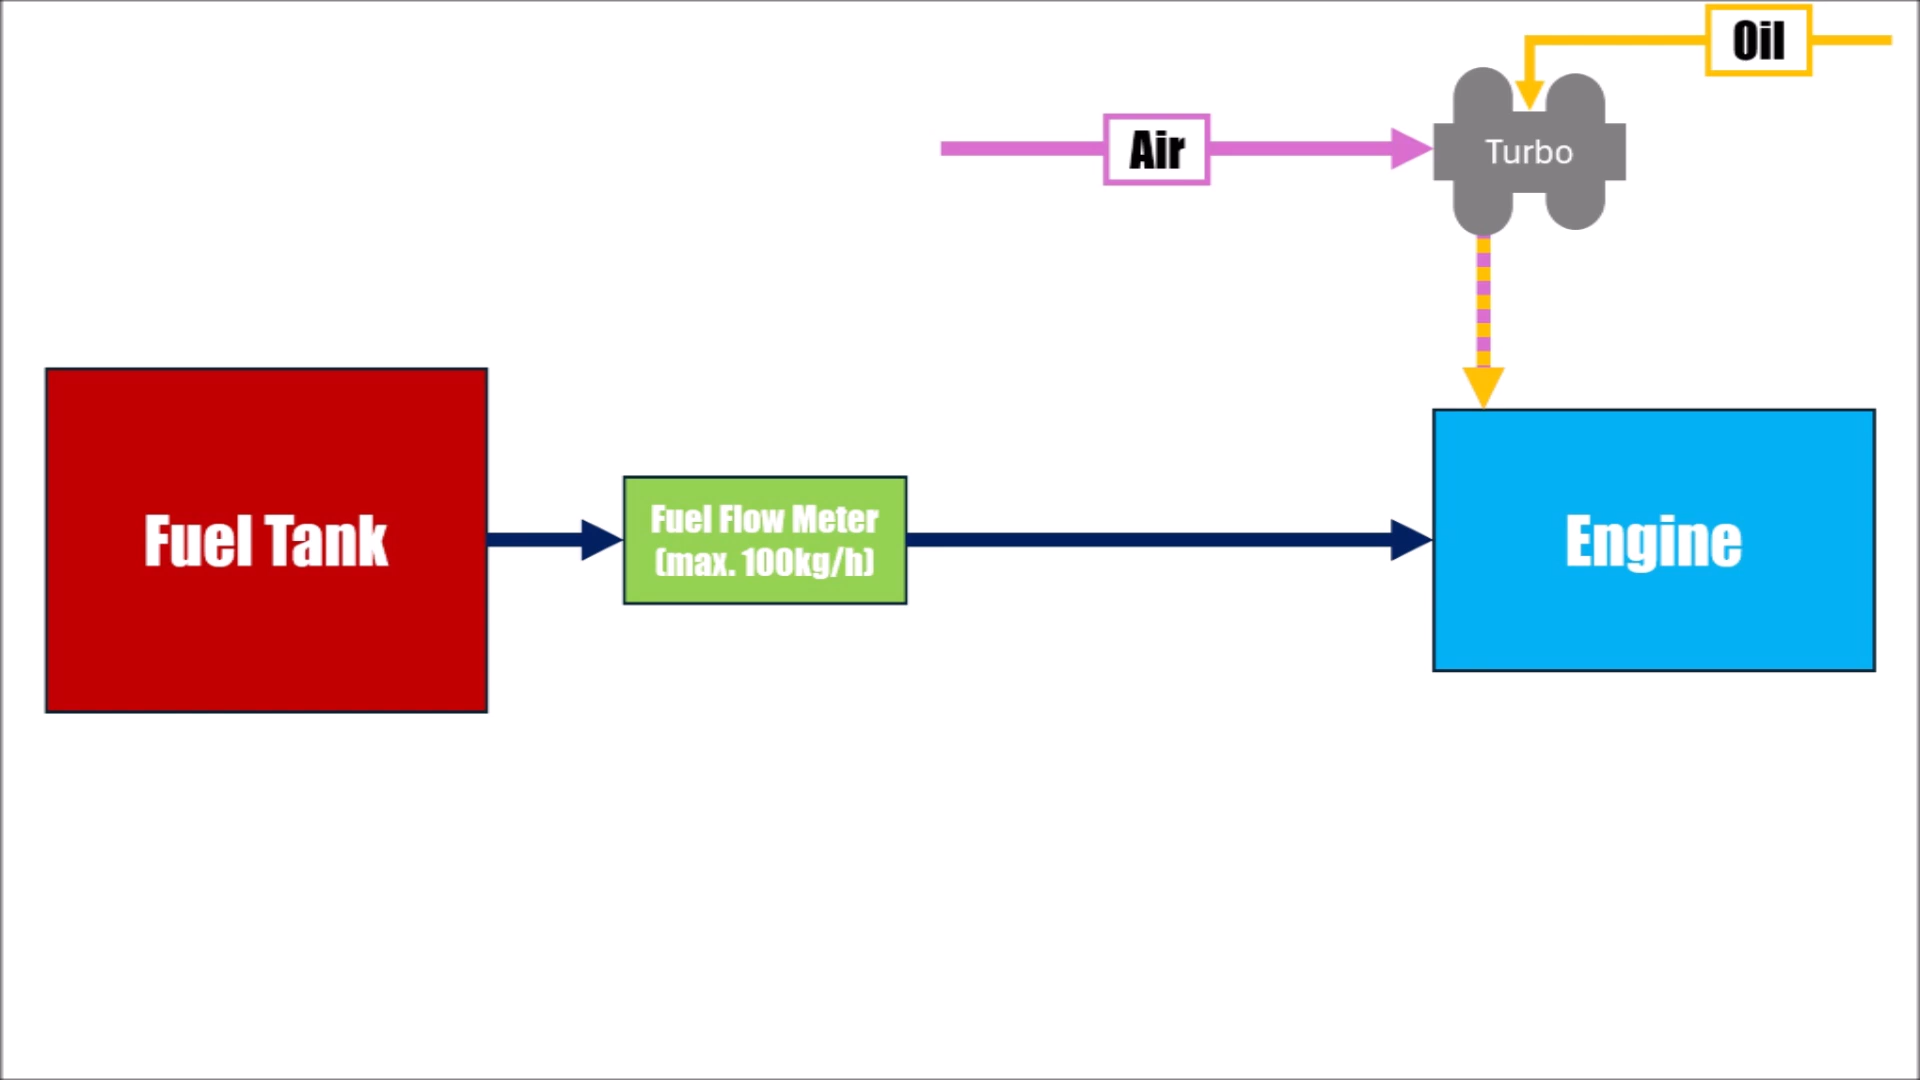 Oil
Air
Turbo
Fuel Tank
Fuel Flow Meter
(max. 100kg/h)
Engine